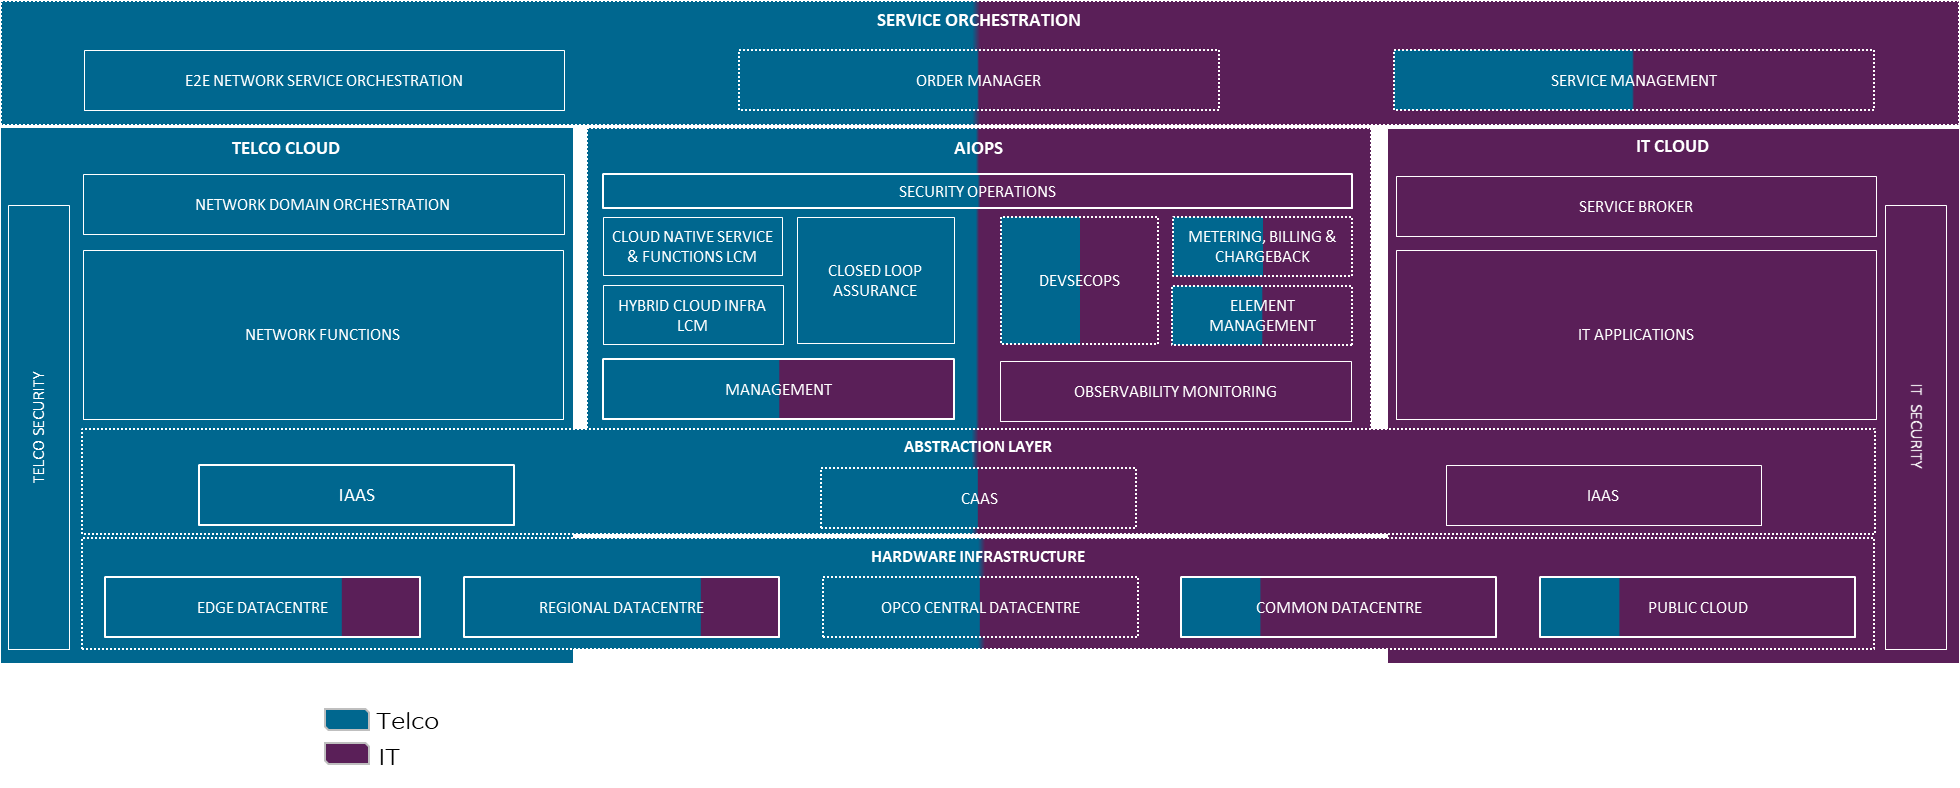 SERVICE ORCHESTRATION
E2E NETWORK SERVICE ORCHESTRATION
ORDER MANAGER
SERVICE MANAGEMENT
TELCO CLOUD
NETWORK DOMAIN ORCHESTRATION
NETWORK FUNCTIONS
TELCO SECURITY
AIOPS
SECURITY OPERATIONS
CLOUD NATIVE SERVICE
& FUNCTIONS LCM
HYBRID CLOUD INFRA
LCM
CLOSED LOOP
ASSURANCE
DEVSECOPS
METERING, BILLING &
CHARGEBACK
ELEMENT
MANAGEMENT
MANAGEMENT
OBSERVABILITY MONITORING
IT CLOUD
SERVICE BROKER
IT APPLICATIONS
IT SECURITY
ABSTRACTION LAYER
IAAS
CAAS
IAAS
HARDWARE INFRASTRUCTURE
EDGE DATACENTRE
REGIONAL DATACENTRE
OPCO CENTRAL DATACENTRE
COMMON DATACENTRE
PUBLIC CLOUD
Telco
IT